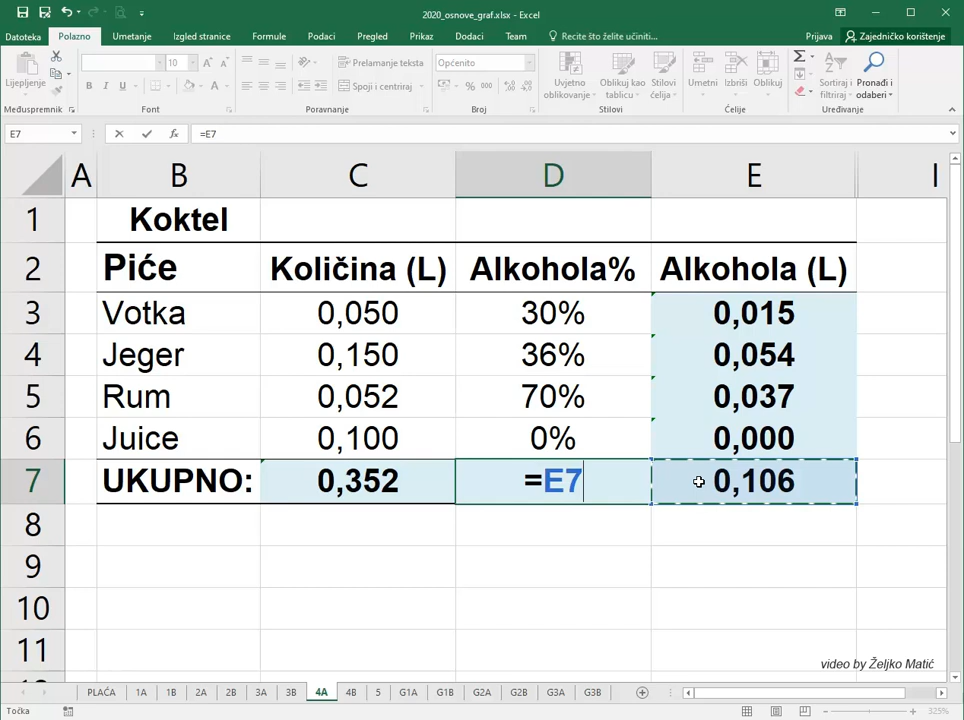 2020_osnove_graf.xlsx - Excel
Datoteka Polazno Umetanje Izgled stranice Formule Podaci Pregled Prikaz Dodaci Team Recite što želite učiniti... Prijava Zajedničko korištenje
Lijepljenje
Međuspremnik
10 A A
B I U A
Font
Prelamanje teksta
Spoji i centriraj
Poravnanje
Općenito
% 000
Broj
Uvjetno oblikovanje
Oblikuj kao tablicu
Stilovi ćelija
Stilovi
Umetni Izbriši Oblikuj
Ćelije
Sortiraj i filtriraj
Pronađi i odaberi
Uređivanje
E7 fx =E7
A B C D E I
1 Koktel
2 Piće Količina (L) Alkohola% Alkohola (L)
3 Votka 0,050 30% 0,015
4 Jeger 0,150 36% 0,054
5 Rum 0,052 70% 0,037
6 Juice 0,100 0% 0,000
7 UKUPNO: 0,352 =E7 0,106
8
9
10
11
video by Željko Matić
PLAĆA 1A 1B 2A 2B 3A 3B 4A 4B 5 G1A G1B G2A G2B G3A G3B
Točka 325%